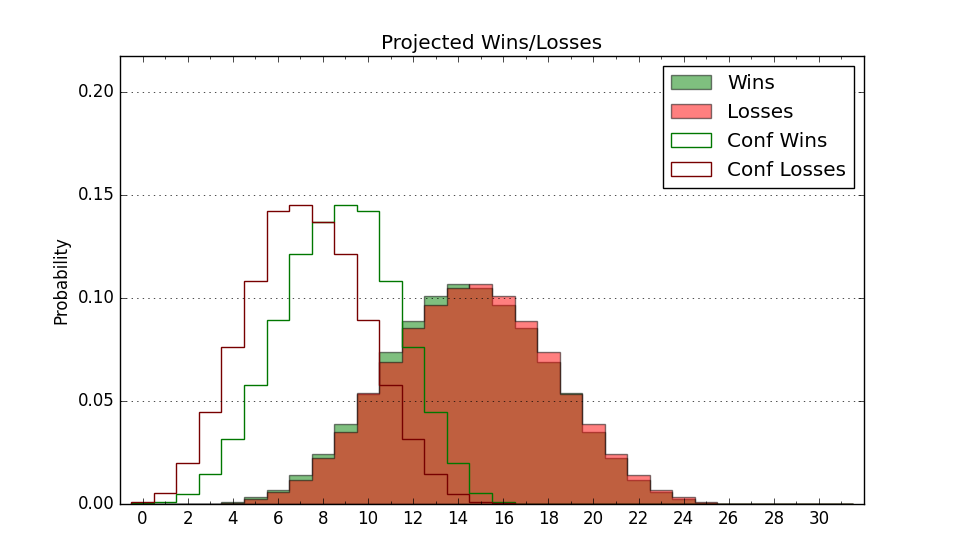 Projected Wins/Losses
Wins
Losses
Conf Wins
Conf Losses
Probability
0.20
0.15
0.10
0.05
0.00
0 2 4 6 8 10 12 14 16 18 20 22 24 26 28 30